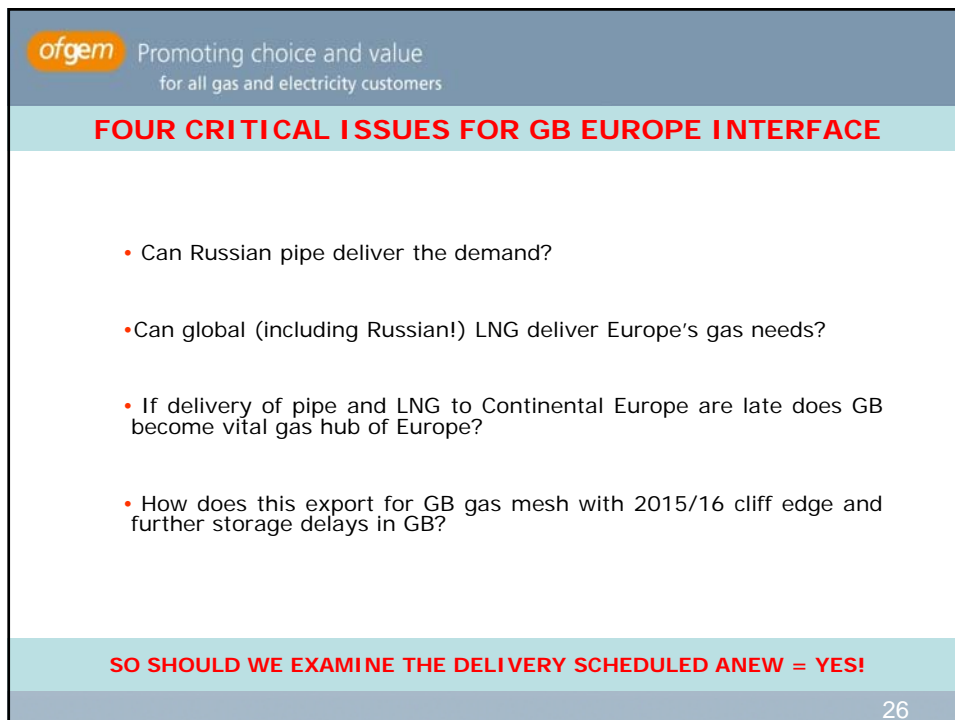 ofgem Promoting choice and value
for all gas and electricity customers
FOUR CRITICAL ISSUES FOR GB EUROPE INTERFACE
• Can Russian pipe deliver the demand?
•Can global (including Russian!) LNG deliver Europe's gas needs?
• If delivery of pipe and LNG to Continental Europe are late does GB
become vital gas hub of Europe?
• How does this export for GB gas mesh with 2015/16 cliff edge and
further storage delays in GB?
SO SHOULD WE EXAMINE THE DELIVERY SCHEDULED ANEW = YES!
26